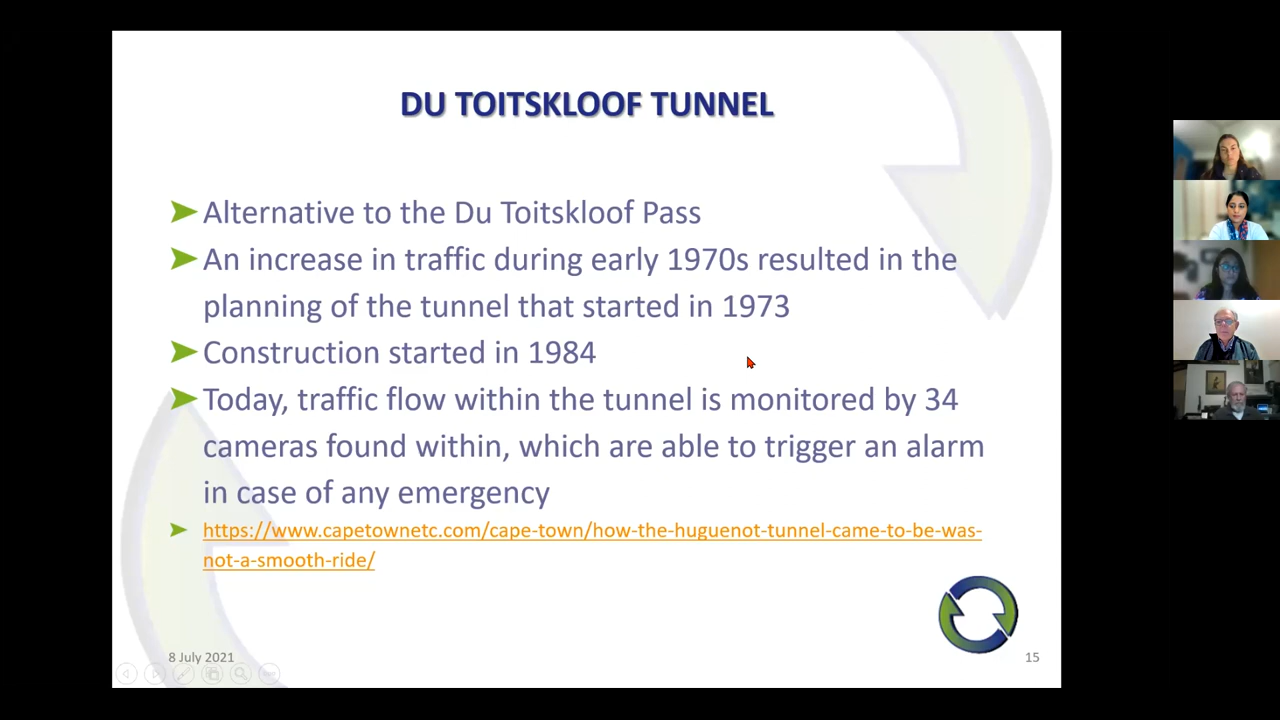 DU TOITSKLOOF TUNNEL
Alternative to the Du Toitskloof Pass
An increase in traffic during early 1970s resulted in the
planning of the tunnel that started in 1973
Construction started in 1984
Today, traffic flow within the tunnel is monitored by 34
cameras found within, which are able to trigger an alarm
in case of any emergency
https://www.capetownetc.com/cape-town/how-the-huguenot-tunnel-came-to-be-was-
not-a-smooth-ride/
8 July 2021
15